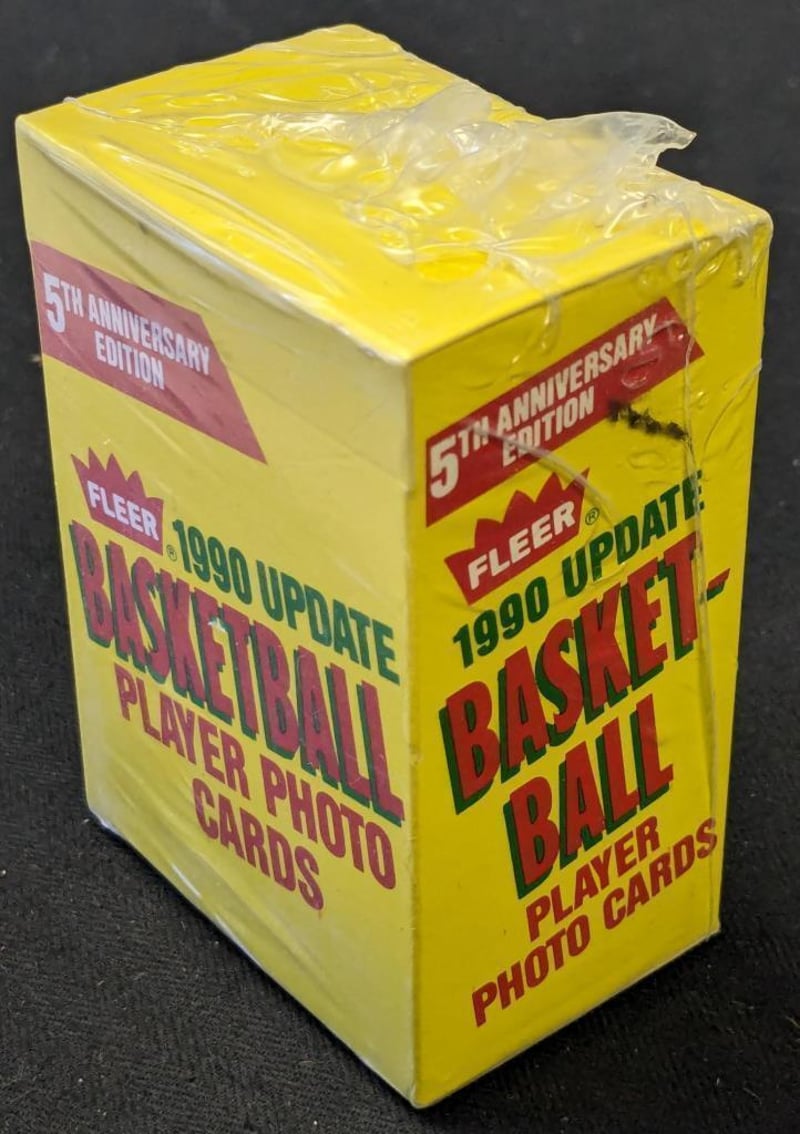 5TH ANNIVERSARY
EDITION
FLEER®
1990 UPDATE
BASKETBALL
PLAYER PHOTO
CARDS
5TH ANNIVERSARY
EDITION
FLEER®
1990 UPDATE
BASKET-
BALL
PLAYER
PHOTO CARDS